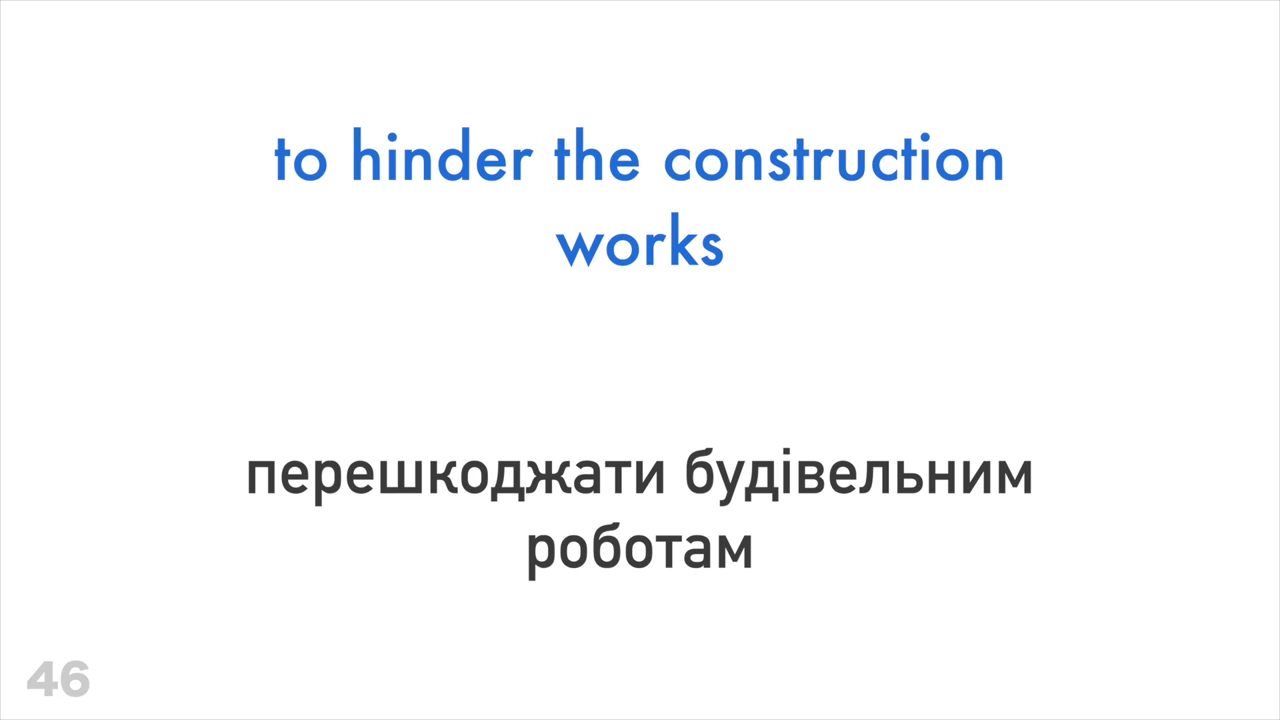 to hinder the construction
works
перешкоджати будівельним
роботам
46